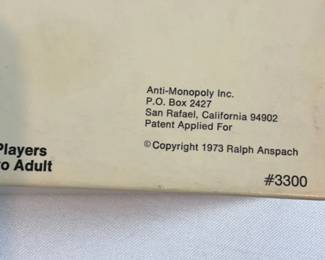 Anti-Monopoly Inc.
P.O. Box 2427
San Rafael, California 94902
Patent Applied For
© Copyright 1973 Ralph Anspach
Players
to Adult
#3300